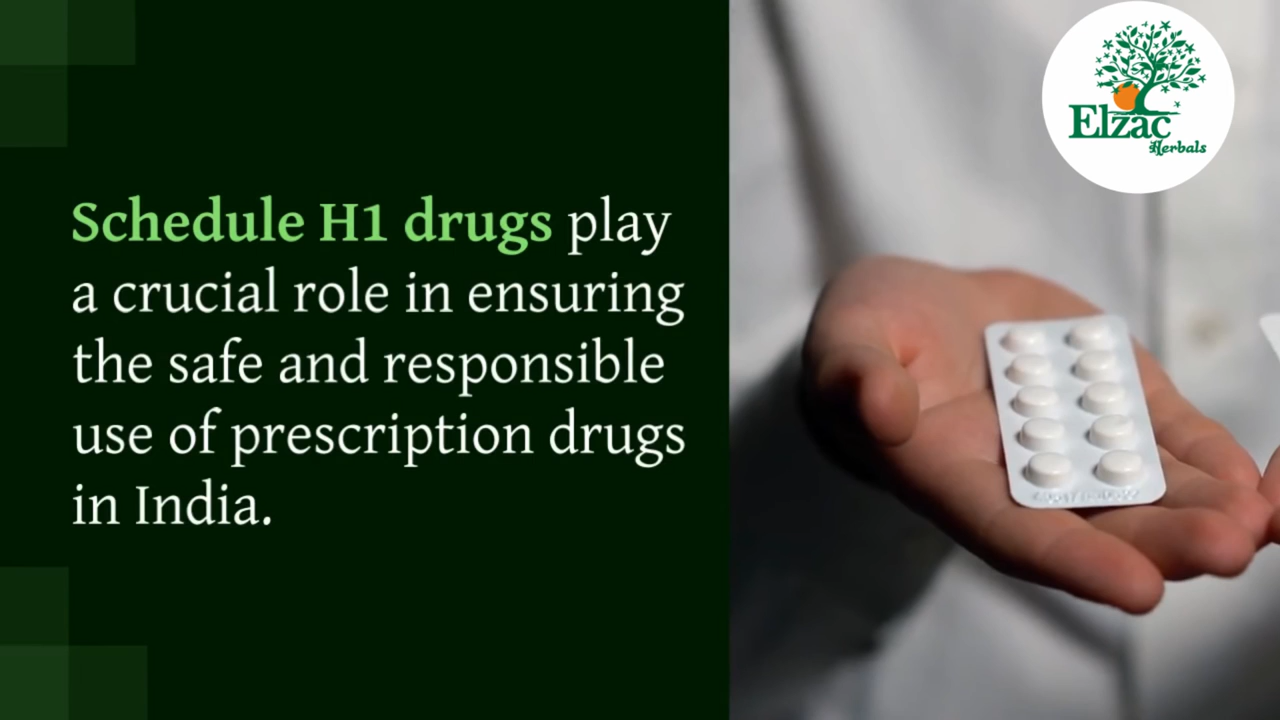 Schedule H1 drugs play
a crucial role in ensuring
the safe and responsible
use of prescription drugs
in India.
Elzac
Herbals